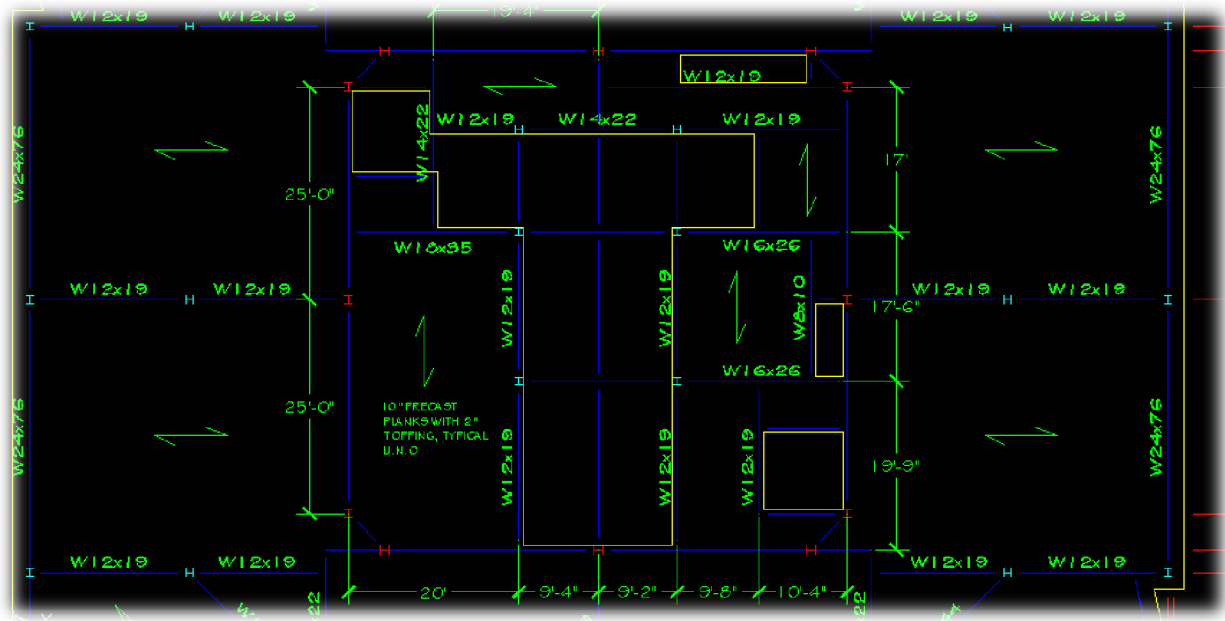 W12x19 W12x19 19'-4" W12x19 W12x19
W12x19
W14x22 W12x19 W14x22 W12x19
W24x76 17' W24x76
25'-0"
W18x35 W16x26
W12x19 W12x19 W12x19 W12x19 W8x10 W12x19 W12x19
17'-6"
W16x26
25'-0"
10" PRECAST
PLANKS WITH 2"
TOPPING, TYPICAL
U.N.O
W24x76 W12x19 W12x19 W12x19 19'-9" W24x76
W12x19 W12x19 W12x19 W12x19
20' 9'-4" 9'-2" 9'-8" 10'-4"
22 22